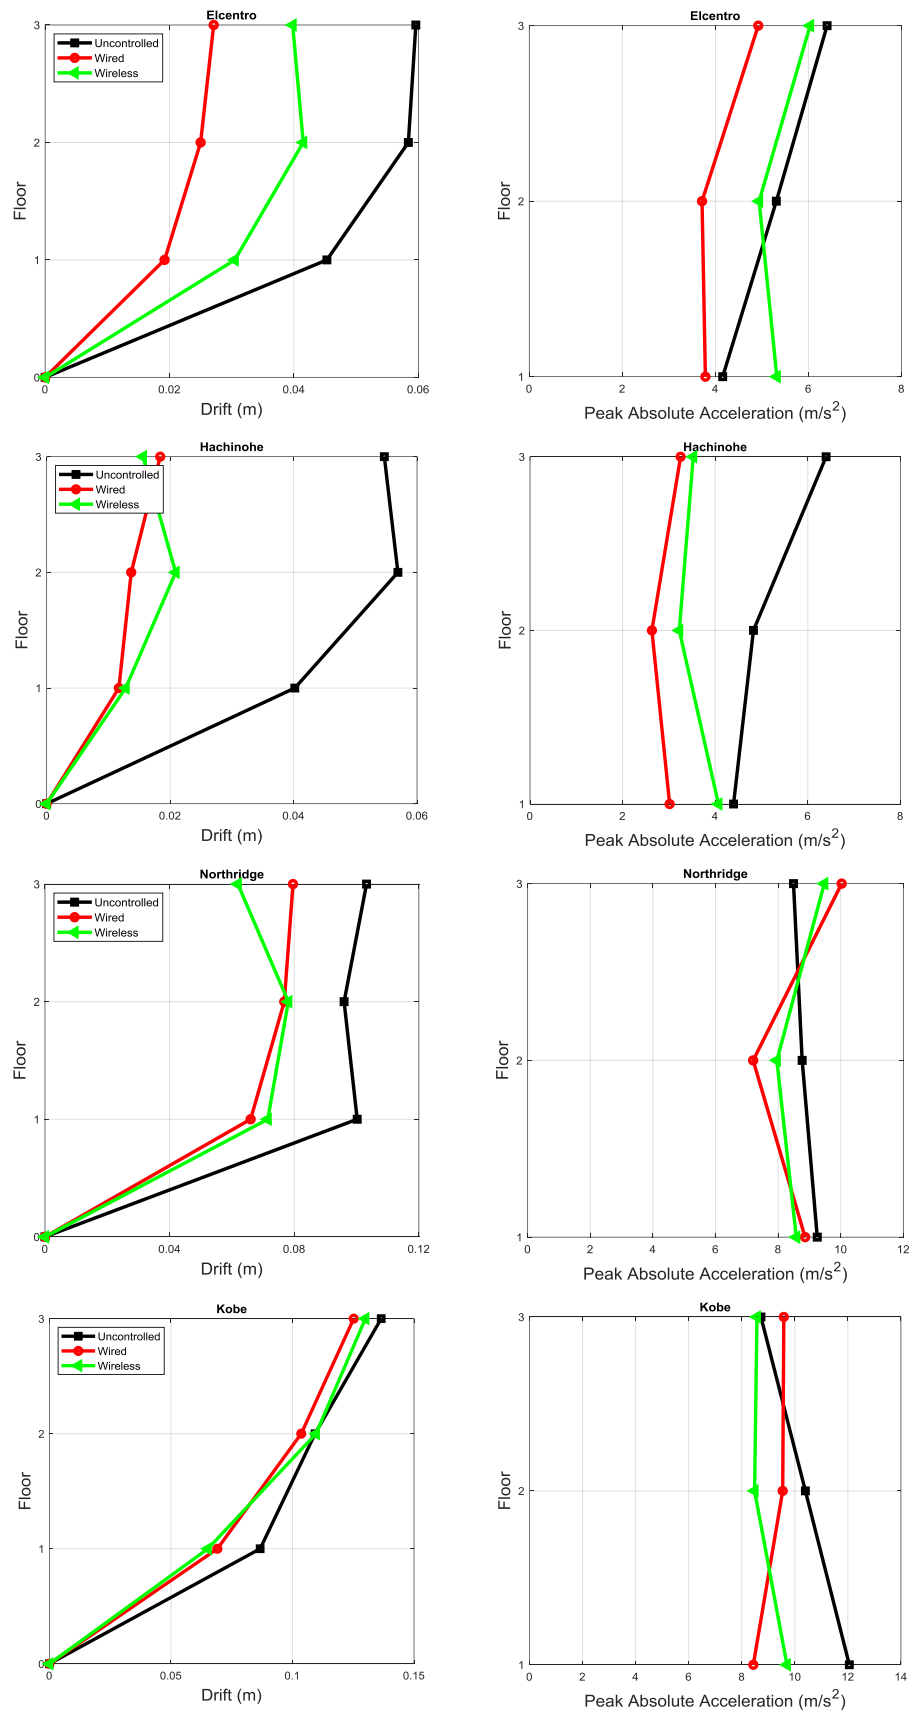 Elcentro
3
2
1
0
Uncontrolled
Wired
Wireless
Floor
0
0.02
0.04
0.06
Drift (m)
Elcentro
3
2
1
Floor
0
2
4
6
8
Peak Absolute Acceleration (m/s²)
Hachinohe
3
2
1
0
Uncontrolled
Wired
Wireless
Floor
0
0.02
0.04
0.06
Drift (m)
Hachinohe
3
2
1
Floor
0
2
4
6
8
Peak Absolute Acceleration (m/s²)
Northridge
3
2
1
0
Uncontrolled
Wired
Wireless
Floor
0
0.04
0.08
0.12
Drift (m)
Northridge
3
2
1
Floor
0
2
4
6
8
10
12
Peak Absolute Acceleration (m/s²)
Kobe
3
2
1
0
Uncontrolled
Wired
Wireless
Floor
0
0.05
0.1
0.15
Drift (m)
Kobe
3
2
1
Floor
0
2
4
6
8
10
12
14
Peak Absolute Acceleration (m/s²)